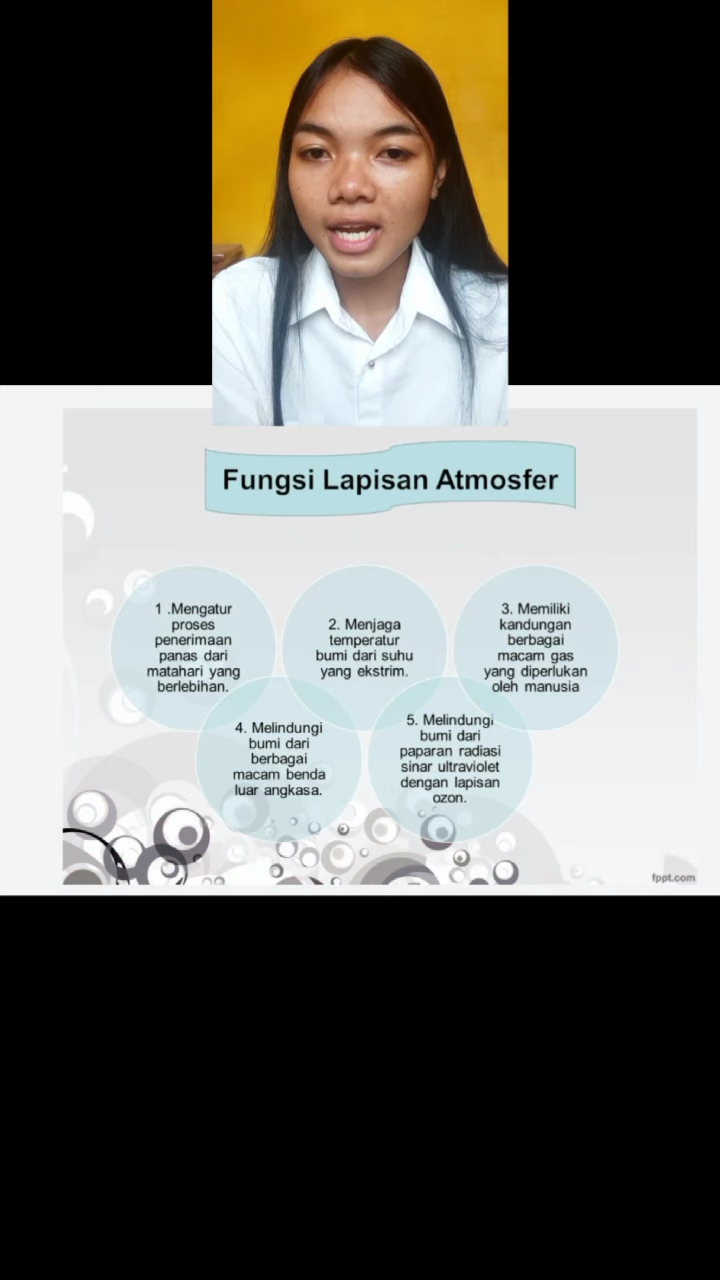 Fungsi Lapisan Atmosfer
1 .Mengatur
proses
penerimaan
panas dari
matahari yang
berlebihan.
2. Menjaga
temperatur
bumi dari suhu
yang ekstrim.
3. Memiliki
kandungan
berbagai
macam gas
yang diperlukan
oleh manusia
4. Melindungi
bumi dari
berbagai
macam benda
luar angkasa.
5. Melindungi
bumi dari
paparan radiasi
sinar ultraviolet
dengan lapisan
ozon.
fppt.com